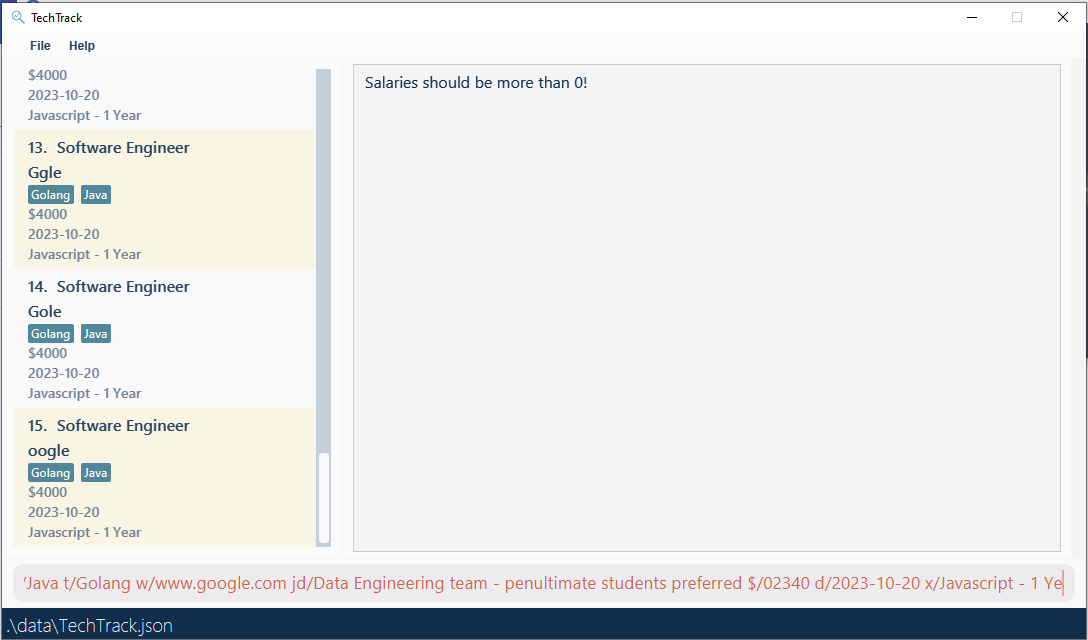 TechTrack
File Help
$4000
2023-10-20
Javascript - 1 Year
13. Software Engineer
Ggle
Golang Java
$4000
2023-10-20
Javascript - 1 Year
14. Software Engineer
Gole
Golang Java
$4000
2023-10-20
Javascript - 1 Year
15. Software Engineer
oogle
Golang Java
$4000
2023-10-20
Javascript - 1 Year
Salaries should be more than 0!
/Java t/Golang w/www.google.com jd/Data Engineering team - penultimate students preferred $/02340 d/2023-10-20 x/Javascript - 1 Ye
.\data\TechTrack.json